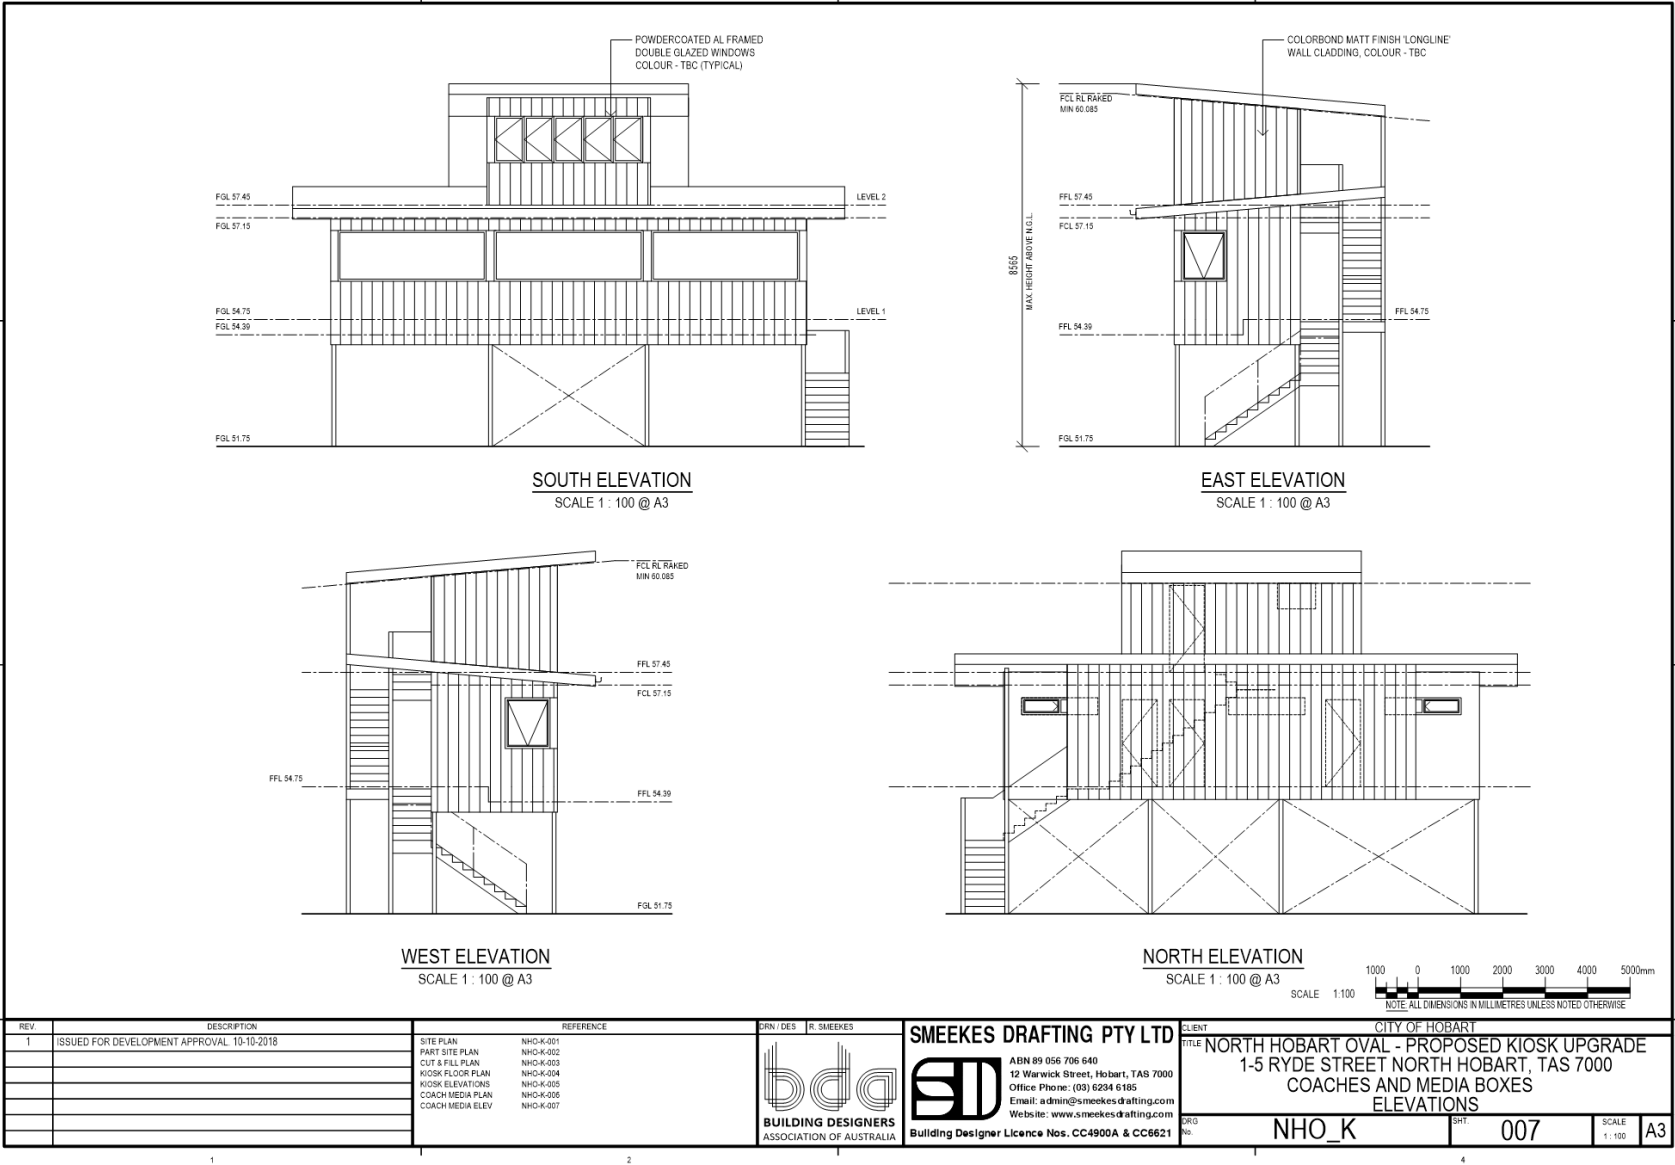 POWDERCOATED AL FRAMED
DOUBLE GLAZED WINDOWS
COLOUR - TBC (TYPICAL)
FGL 57.45
LEVEL 2
FGL 57.15
FGL 54.75
LEVEL 1
FGL 54.39
FGL 51.75
SOUTH ELEVATION
SCALE 1 : 100 @ A3
COLORBOND MATT FINISH 'LONGLINE'
WALL CLADDING, COLOUR - TBC
FCL RL RAKED
MIN 60.085
FFL 57.45
FCL 57.15
8565
MAX. HEIGHT ABOVE N.G.L.
FFL 54.75
FFL 54.39
FGL 51.75
EAST ELEVATION
SCALE 1 : 100 @ A3
FCL RL RAKED
MIN 60.085
FFL 57.45
FCL 57.15
FFL 54.75
FFL 54.39
FGL 51.75
WEST ELEVATION
SCALE 1 : 100 @ A3
NORTH ELEVATION
SCALE 1 : 100 @ A3
1000 0 1000 2000 3000 4000 5000mm
SCALE 1:100
NOTE: ALL DIMENSIONS IN MILLIMETRES UNLESS NOTED OTHERWISE
REV. DESCRIPTION
1 ISSUED FOR DEVELOPMENT APPROVAL 10-10-2018
REFERENCE
SITE PLAN NHO-K-001
PART SITE PLAN NHO-K-002
CUT & FILL PLAN NHO-K-003
KIOSK FLOOR PLAN NHO-K-004
KIOSK ELEVATIONS NHO-K-005
COACH MEDIA PLAN NHO-K-006
COACH MEDIA ELEV NHO-K-007
DRN / DES R. SMEEKES
bda
BUILDING DESIGNERS
ASSOCIATION OF AUSTRALIA
SMEEKES DRAFTING PTY LTD
SD
ABN 89 056 706 640
12 Warwick Street, Hobart, TAS 7000
Office Phone: (03) 6234 6185
Email: admin@smeekesdrafting.com
Website: www.smeekesdrafting.com
Building Designer Licence Nos. CC4900A & CC6621
CLIENT CITY OF HOBART
TITLE NORTH HOBART OVAL - PROPOSED KIOSK UPGRADE
1-5 RYDE STREET NORTH HOBART, TAS 7000
COACHES AND MEDIA BOXES
ELEVATIONS
DRG No. NHO_K
SHT. 007
SCALE
1 : 100
A3
1 2 4